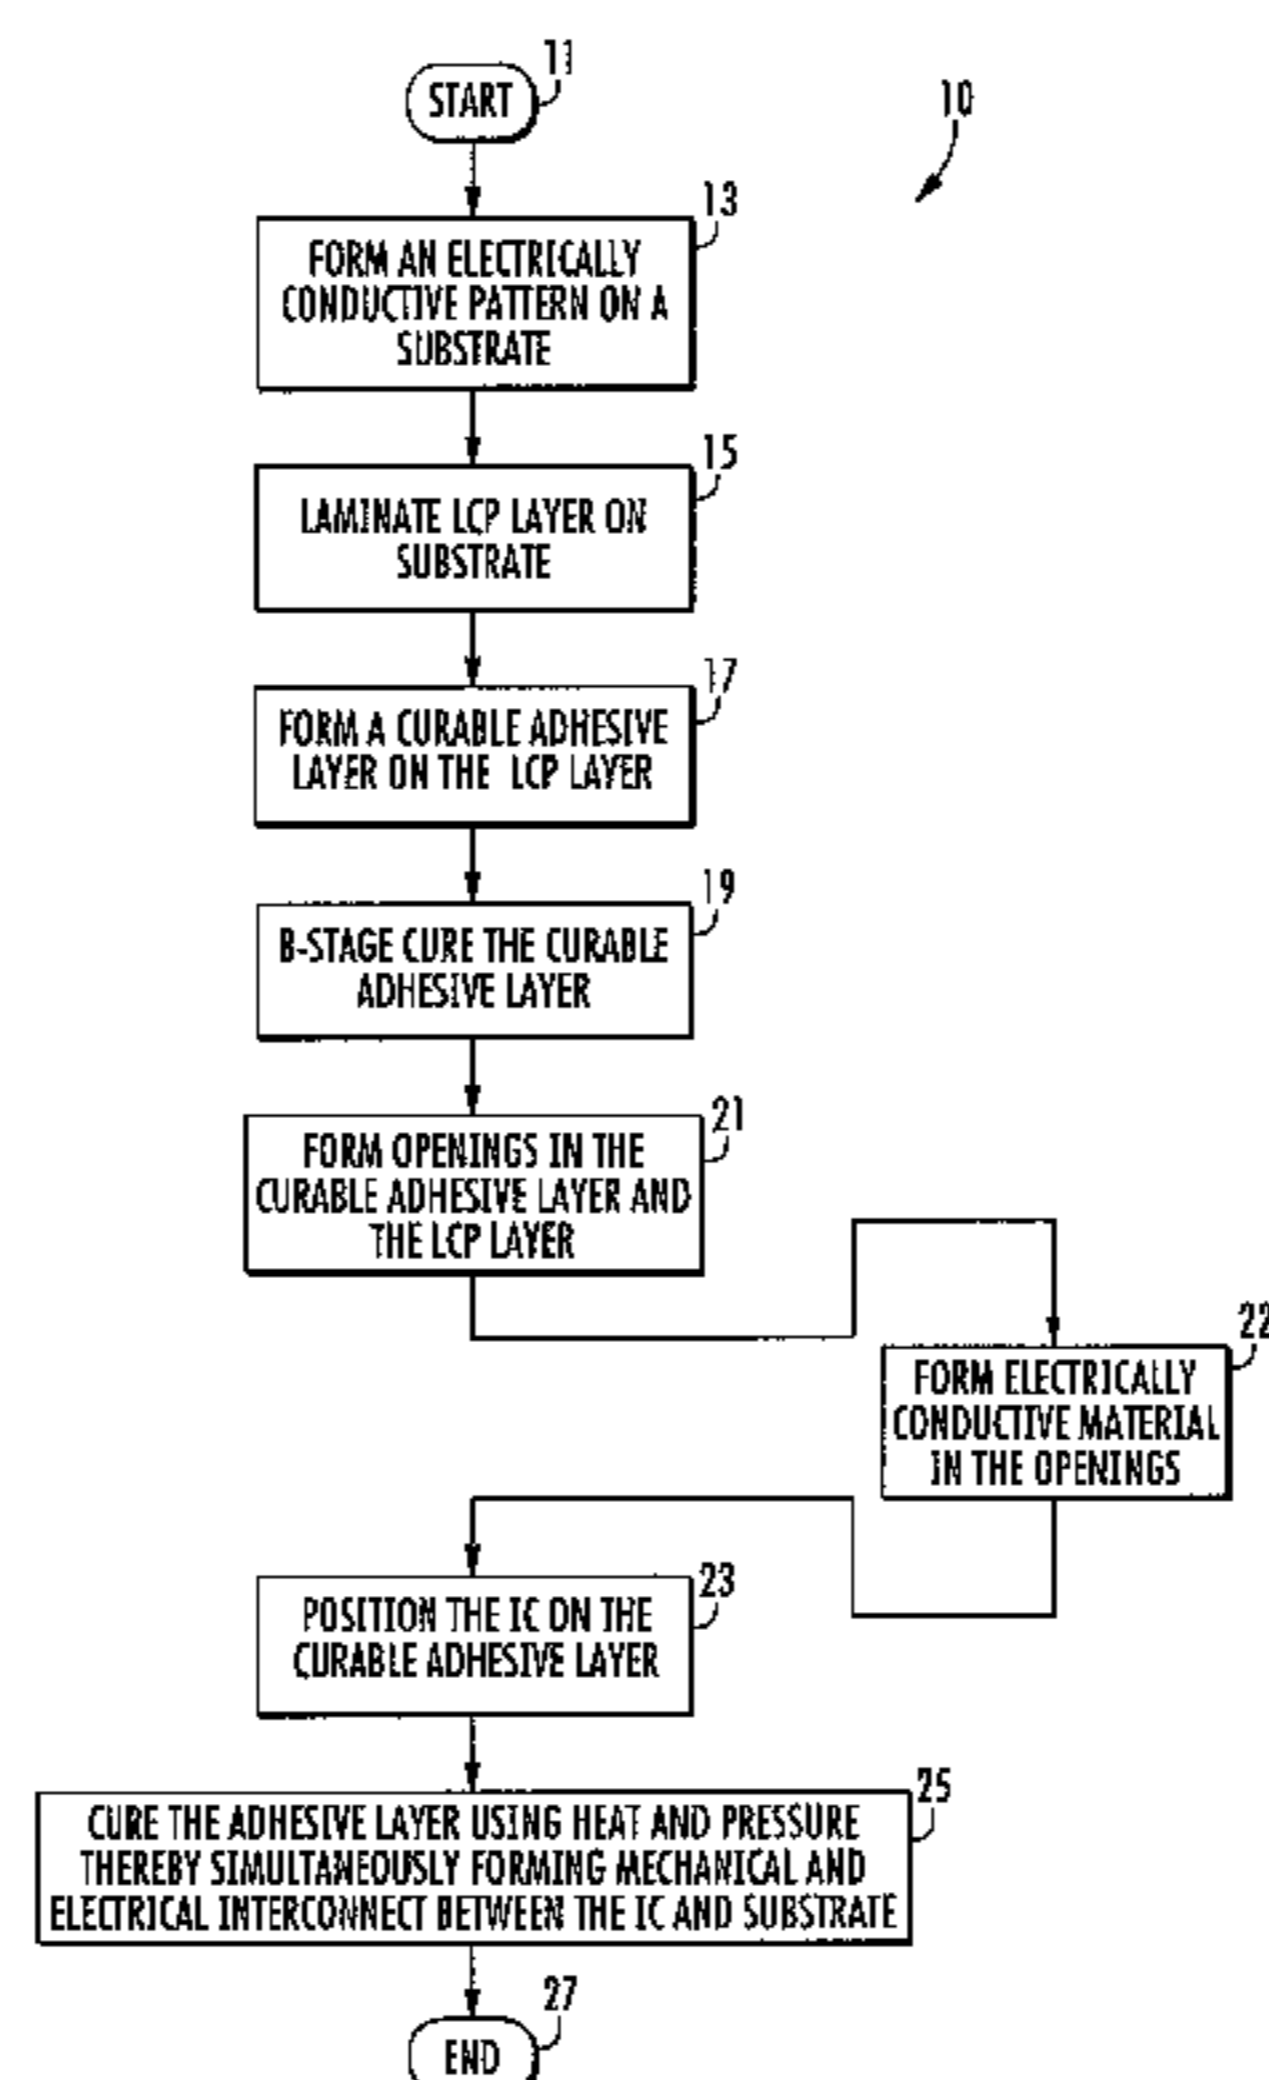 11
START
10
13
FORM AN ELECTRICALLY
CONDUCTIVE PATTERN ON A
SUBSTRATE
15
LAMINATE LCP LAYER ON
SUBSTRATE
17
FORM A CURABLE ADHESIVE
LAYER ON THE LCP LAYER
19
B-STAGE CURE THE CURABLE
ADHESIVE LAYER
21
FORM OPENINGS IN THE
CURABLE ADHESIVE LAYER AND
THE LCP LAYER
22
FORM ELECTRICALLY
CONDUCTIVE MATERIAL
IN THE OPENINGS
23
POSITION THE IC ON THE
CURABLE ADHESIVE LAYER
25
CURE THE ADHESIVE LAYER USING HEAT AND PRESSURE
THEREBY SIMULTANEOUSLY FORMING MECHANICAL AND
ELECTRICAL INTERCONNECT BETWEEN THE IC AND SUBSTRATE
27
END